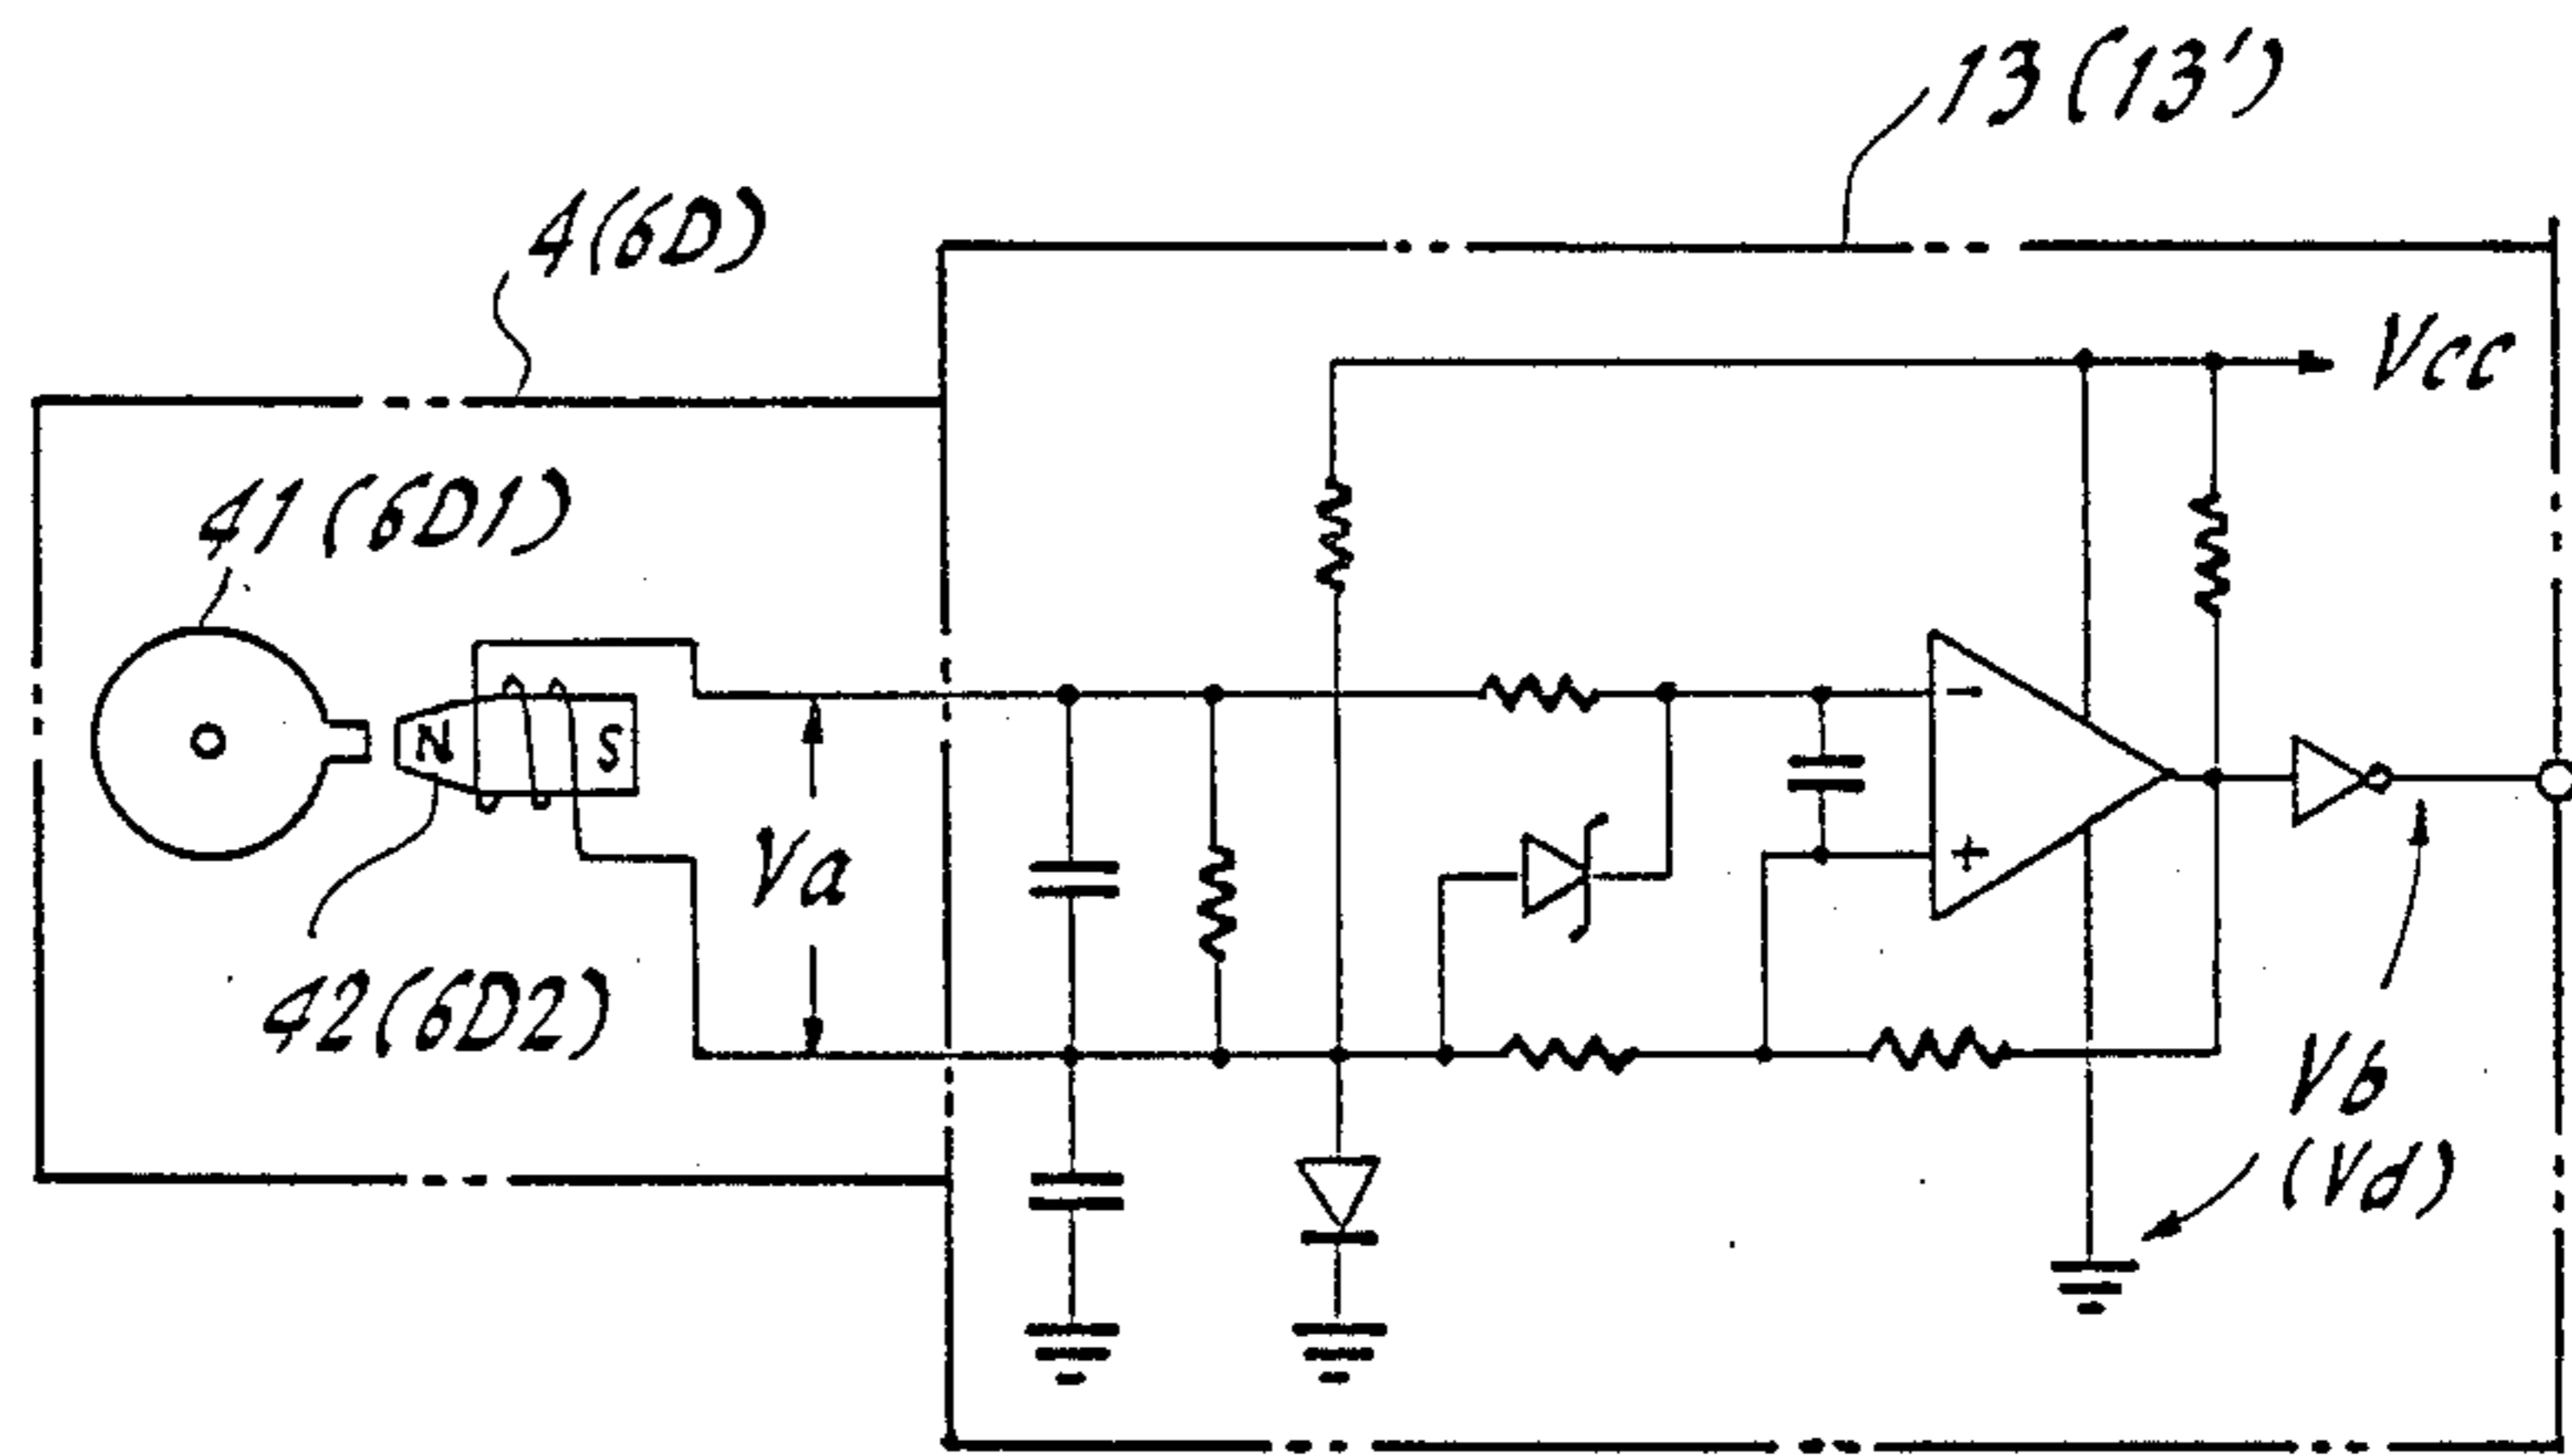 13(13')
4(6D)
Vcc
41(6D1)
N
S
−
Va
+
42(6D2)
Vb
(Vd)